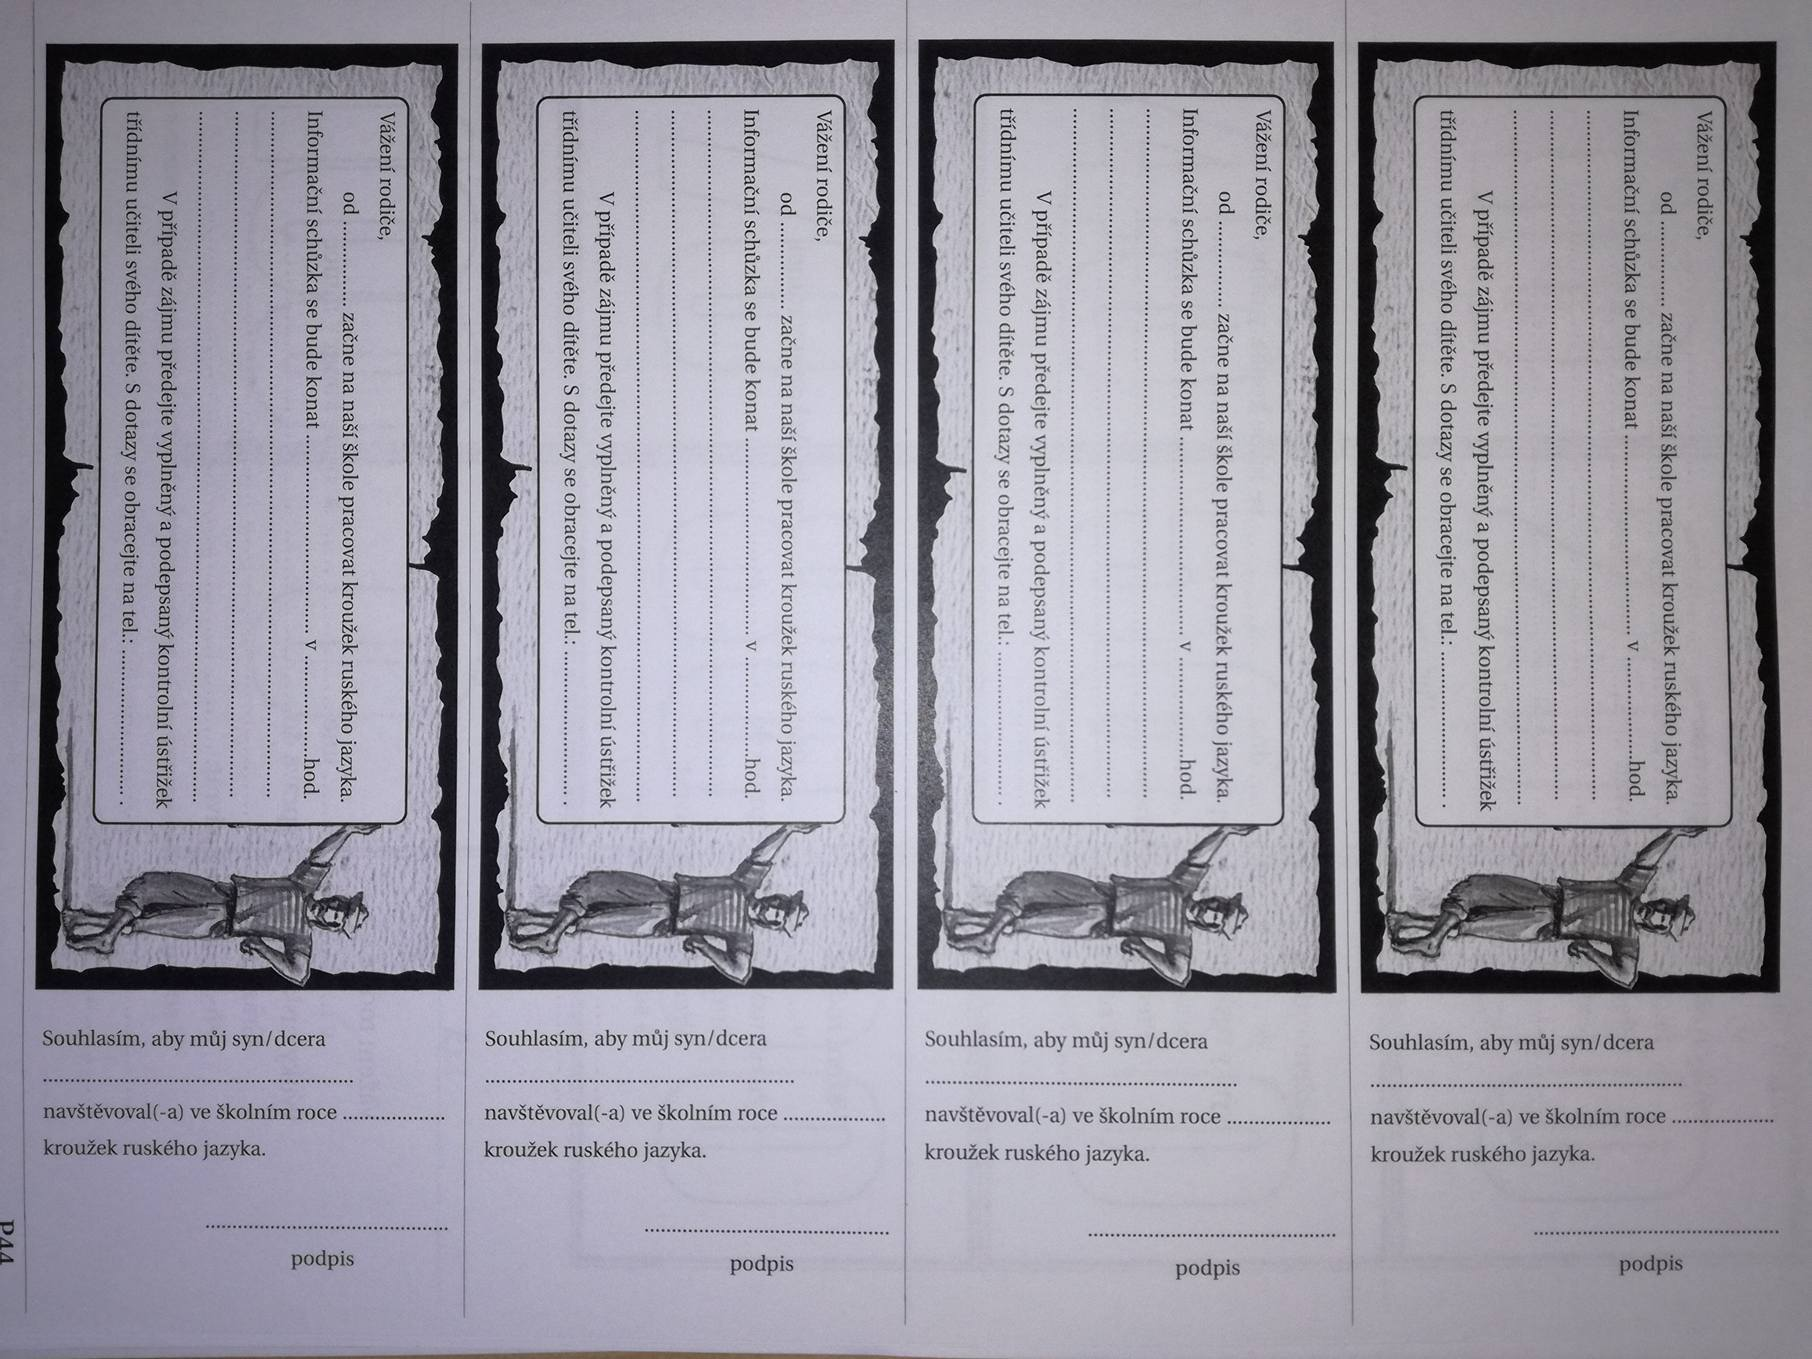 Vážení rodiče,
od ............ začne na naší škole pracovat kroužek ruského jazyka.
Informační schůzka se bude konat .................................... v ..................hod.
................................................................................
................................................................................
................................................................................
V případě zájmu předejte vyplněný a podepsaný kontrolní ústřižek
třídnímu učiteli svého dítěte. S dotazy se obracejte na tel.: ........................... .
Souhlasím, aby můj syn/dcera
.......................................................
navštěvoval(-a) ve školním roce ..................
kroužek ruského jazyka.
...........................................
podpis
Vážení rodiče,
od ............ začne na naší škole pracovat kroužek ruského jazyka.
Informační schůzka se bude konat .................................... v ..................hod.
................................................................................
................................................................................
................................................................................
V případě zájmu předejte vyplněný a podepsaný kontrolní ústřižek
třídnímu učiteli svého dítěte. S dotazy se obracejte na tel.: ........................... .
Souhlasím, aby můj syn/dcera
.......................................................
navštěvoval(-a) ve školním roce ..................
kroužek ruského jazyka.
...........................................
podpis
Vážení rodiče,
od ............ začne na naší škole pracovat kroužek ruského jazyka.
Informační schůzka se bude konat .................................... v ..................hod.
................................................................................
................................................................................
................................................................................
V případě zájmu předejte vyplněný a podepsaný kontrolní ústřižek
třídnímu učiteli svého dítěte. S dotazy se obracejte na tel.: ........................... .
Souhlasím, aby můj syn/dcera
.......................................................
navštěvoval(-a) ve školním roce ..................
kroužek ruského jazyka.
...........................................
podpis
Vážení rodiče,
od ............ začne na naší škole pracovat kroužek ruského jazyka.
Informační schůzka se bude konat .................................... v ..................hod.
................................................................................
................................................................................
................................................................................
V případě zájmu předejte vyplněný a podepsaný kontrolní ústřižek
třídnímu učiteli svého dítěte. S dotazy se obracejte na tel.: ........................... .
Souhlasím, aby můj syn/dcera
.......................................................
navštěvoval(-a) ve školním roce ..................
kroužek ruského jazyka.
...........................................
podpis
P44